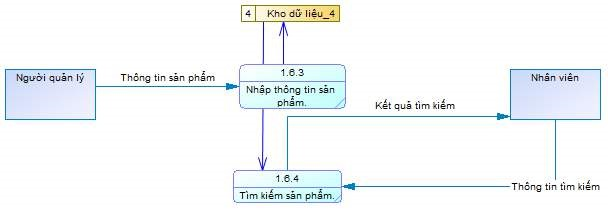 4 Kho dữ liệu_4
Người quản lý
Thông tin sản phẩm
1.6.3
Nhập thông tin sản
phẩm.
Nhân viên
Kết quả tìm kiếm
1.6.4
Tìm kiếm sản phẩm.
Thông tin tìm kiếm